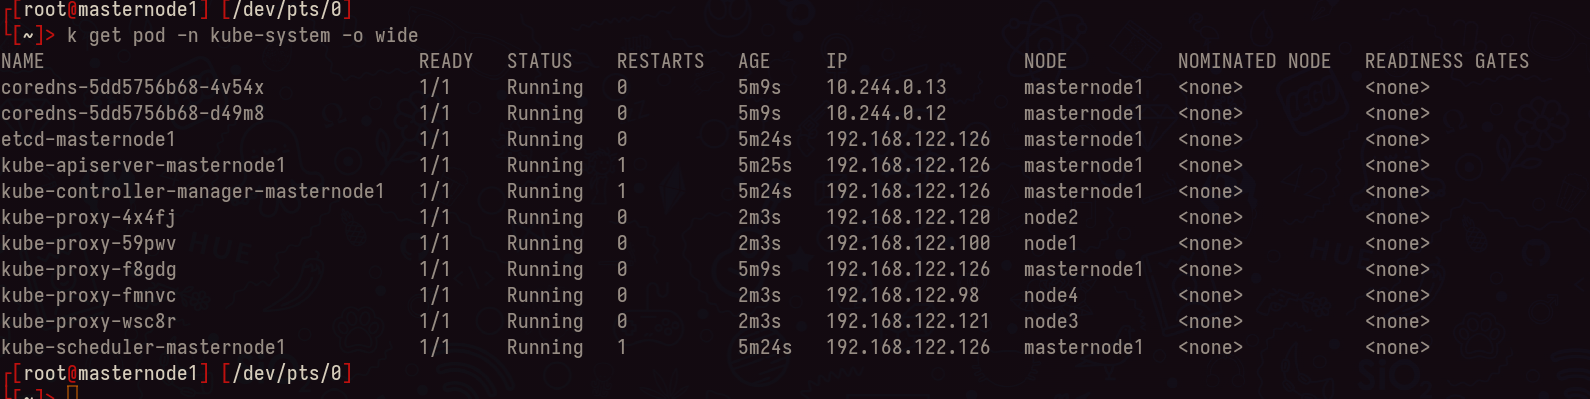 ┌[root@masternode1] [/dev/pts/0]
└[~]> k get pod -n kube-system -o wide
NAME                                READY   STATUS    RESTARTS   AGE     IP                NODE          NOMINATED NODE   READINESS GATES
coredns-5dd5756b68-4v54x            1/1     Running   0          5m9s    10.244.0.13       masternode1   <none>           <none>
coredns-5dd5756b68-d49m8            1/1     Running   0          5m9s    10.244.0.12       masternode1   <none>           <none>
etcd-masternode1                    1/1     Running   0          5m24s   192.168.122.126   masternode1   <none>           <none>
kube-apiserver-masternode1          1/1     Running   1          5m25s   192.168.122.126   masternode1   <none>           <none>
kube-controller-manager-masternode1 1/1     Running   1          5m24s   192.168.122.126   masternode1   <none>           <none>
kube-proxy-4x4fj                    1/1     Running   0          2m3s    192.168.122.120   node2         <none>           <none>
kube-proxy-59pwv                    1/1     Running   0          2m3s    192.168.122.100   node1         <none>           <none>
kube-proxy-f8gdg                    1/1     Running   0          5m9s    192.168.122.126   masternode1   <none>           <none>
kube-proxy-fmnvc                    1/1     Running   0          2m3s    192.168.122.98    node4         <none>           <none>
kube-proxy-wsc8r                    1/1     Running   0          2m3s    192.168.122.121   node3         <none>           <none>
kube-scheduler-masternode1          1/1     Running   1          5m24s   192.168.122.126   masternode1   <none>           <none>
┌[root@masternode1] [/dev/pts/0]
└[~]>